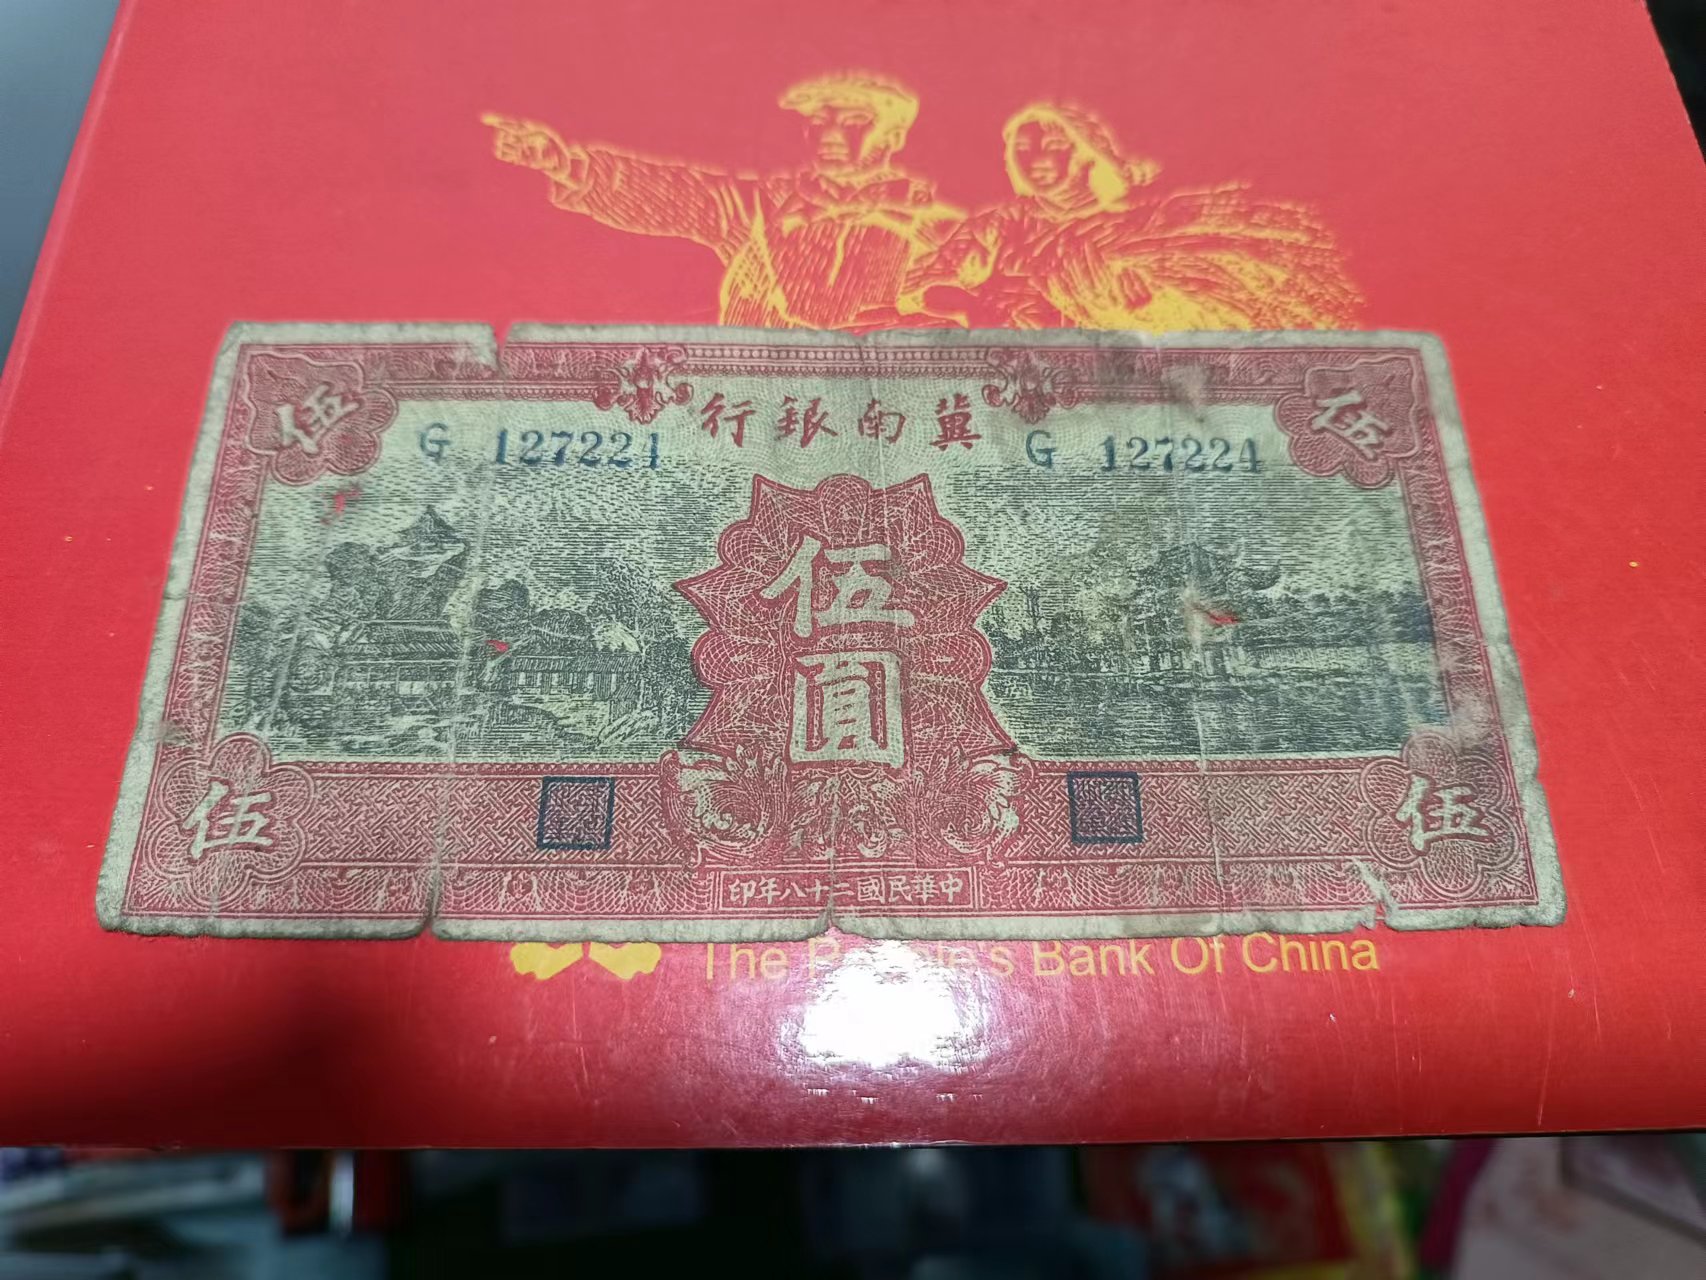 伍 伍
冀南銀行
G 127224 G 127224
伍圓
伍 伍
中華民國二十八年印
The People's Bank Of China